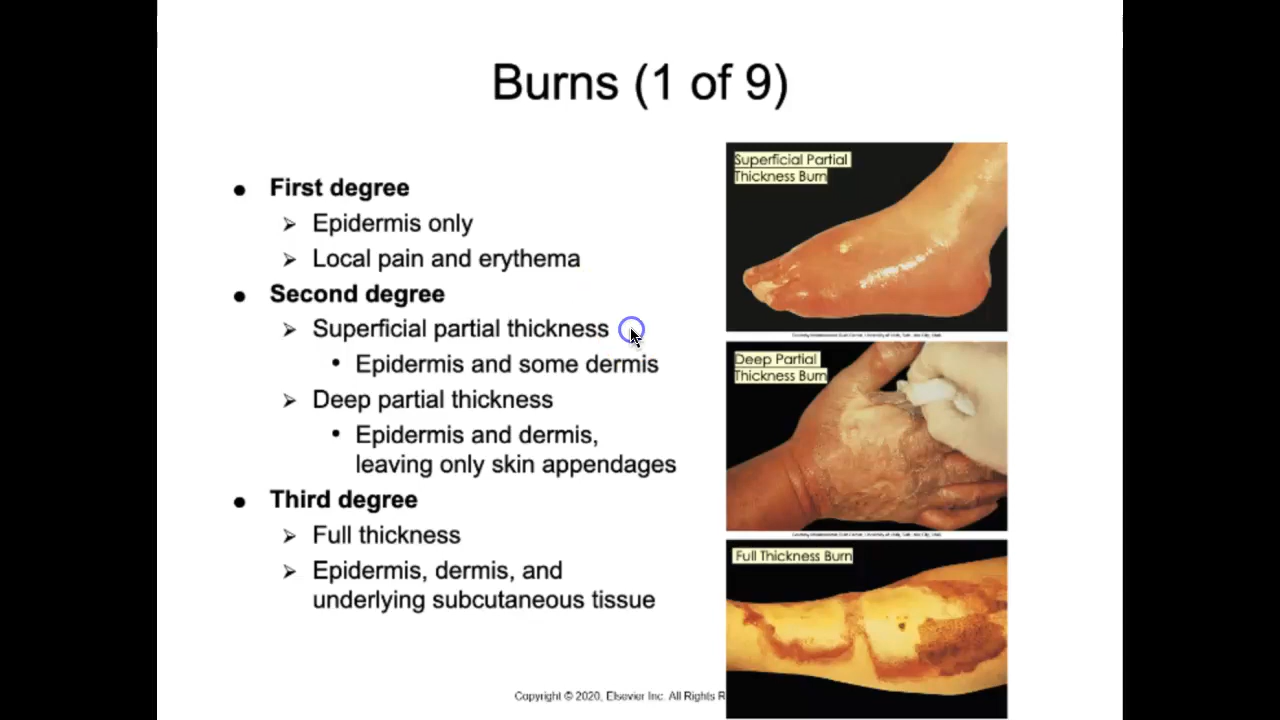 Burns (1 of 9)
● First degree
➢ Epidermis only
➢ Local pain and erythema
● Second degree
➢ Superficial partial thickness
• Epidermis and some dermis
➢ Deep partial thickness
• Epidermis and dermis,
leaving only skin appendages
● Third degree
➢ Full thickness
➢ Epidermis, dermis, and
underlying subcutaneous tissue
Superficial Partial
Thickness Burn
Deep Partial
Thickness Burn
Full Thickness Burn
Copyright © 2020, Elsevier Inc. All Rights R